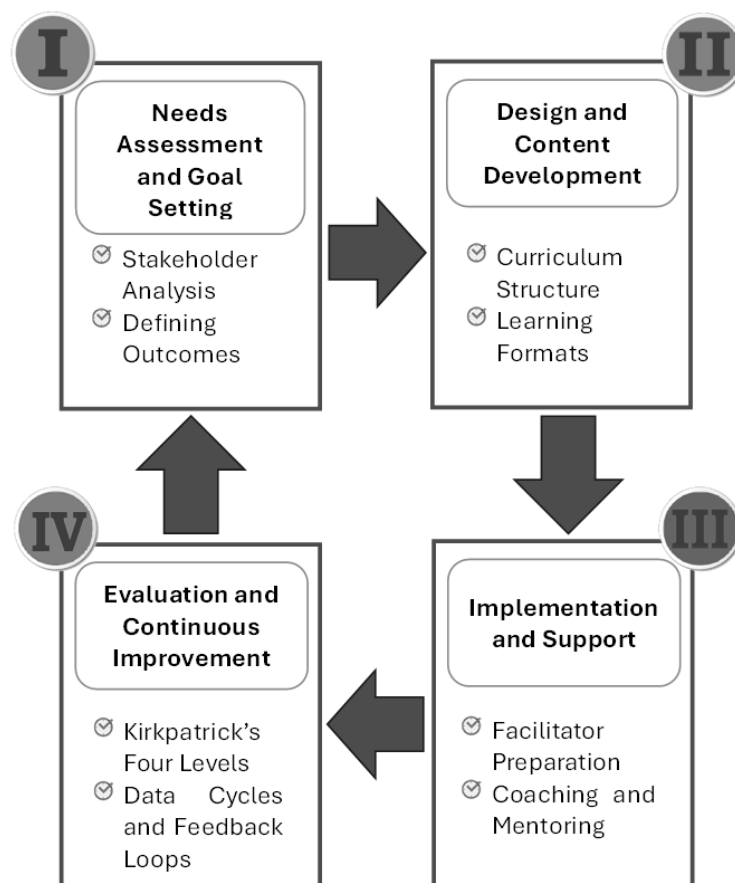 I
Needs
Assessment
and Goal
Setting
Stakeholder
Analysis
Defining
Outcomes
II
Design and
Content
Development
Curriculum
Structure
Learning
Formats
III
Implementation
and Support
Facilitator
Preparation
Coaching and
Mentoring
IV
Evaluation and
Continuous
Improvement
Kirkpatrick’s
Four Levels
Data Cycles
and Feedback
Loops